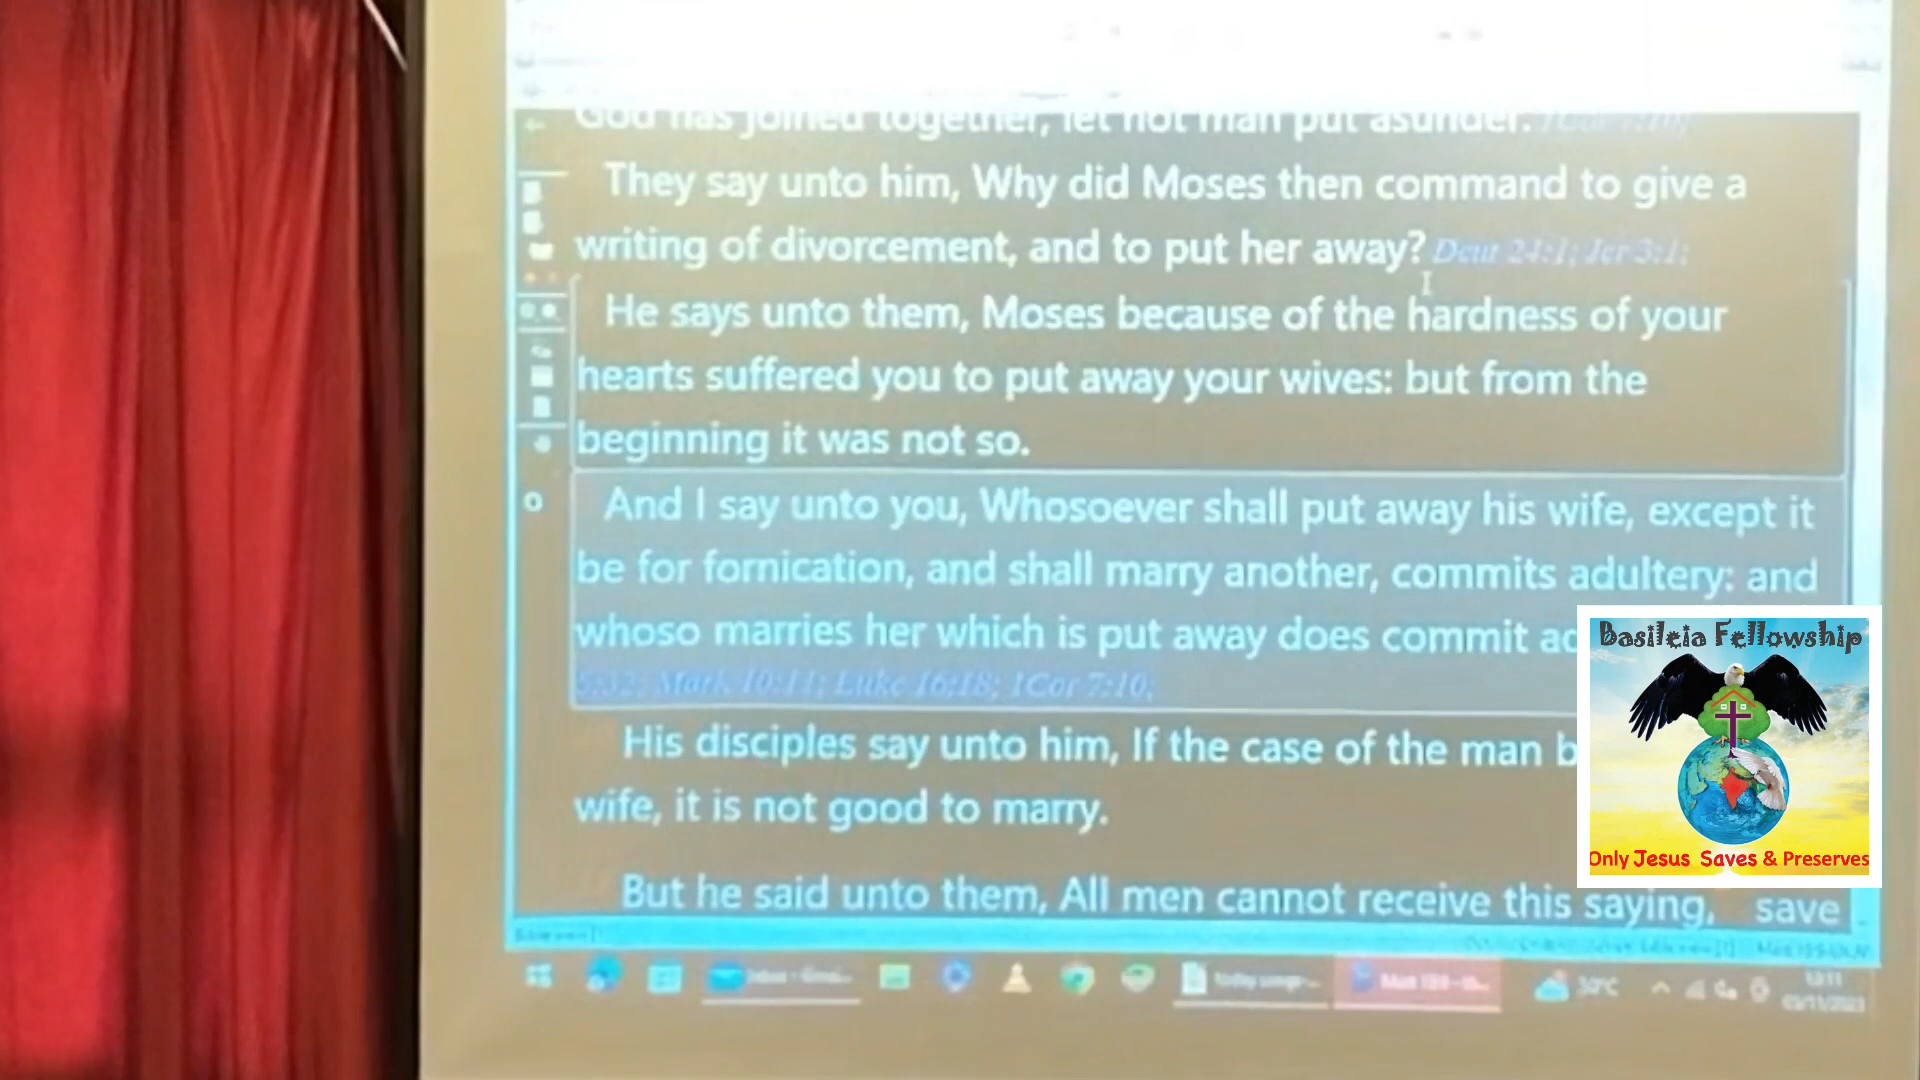 God has joined together, let not man put asunder.
They say unto him, Why did Moses then command to give a
writing of divorcement, and to put her away? Deut 24:1; Jer 3:1;
He says unto them, Moses because of the hardness of your
hearts suffered you to put away your wives: but from the
beginning it was not so.
And I say unto you, Whosoever shall put away his wife, except it
be for fornication, and shall marry another, commits adultery: and
whoso marries her which is put away does commit ad
5:32; Mark 10:11; Luke 16:18; 1Cor 7:10;
His disciples say unto him, If the case of the man b
wife, it is not good to marry.
But he said unto them, All men cannot receive this saying, save
Basileia Fellowship
Only Jesus Saves & Preserves
30°C